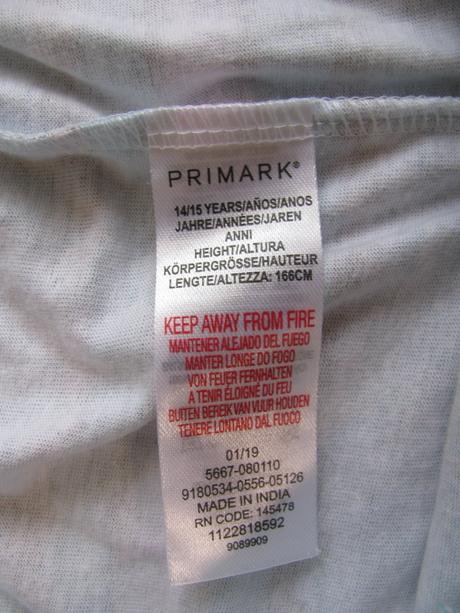 PRIMARK®
14/15 YEARS/AÑOS/ANOS
JAHRE/ANNÉES/JAREN
ANNI
HEIGHT/ALTURA
KÖRPERGRÖSSE/HAUTEUR
LENGTE/ALTEZZA: 166CM
KEEP AWAY FROM FIRE
MANTENER ALEJADO DEL FUEGO
MANTER LONGE DO FOGO
VON FEUER FERNHALTEN
A TENIR ÉLOIGNÉ DU FEU
BUITEN BEREIK VAN VUUR HOUDEN
TENERE LONTANO DAL FUOCO
01/19
5667-080110
9180534-0556-05126
MADE IN INDIA
RN CODE: 145478
1122818592
9089909